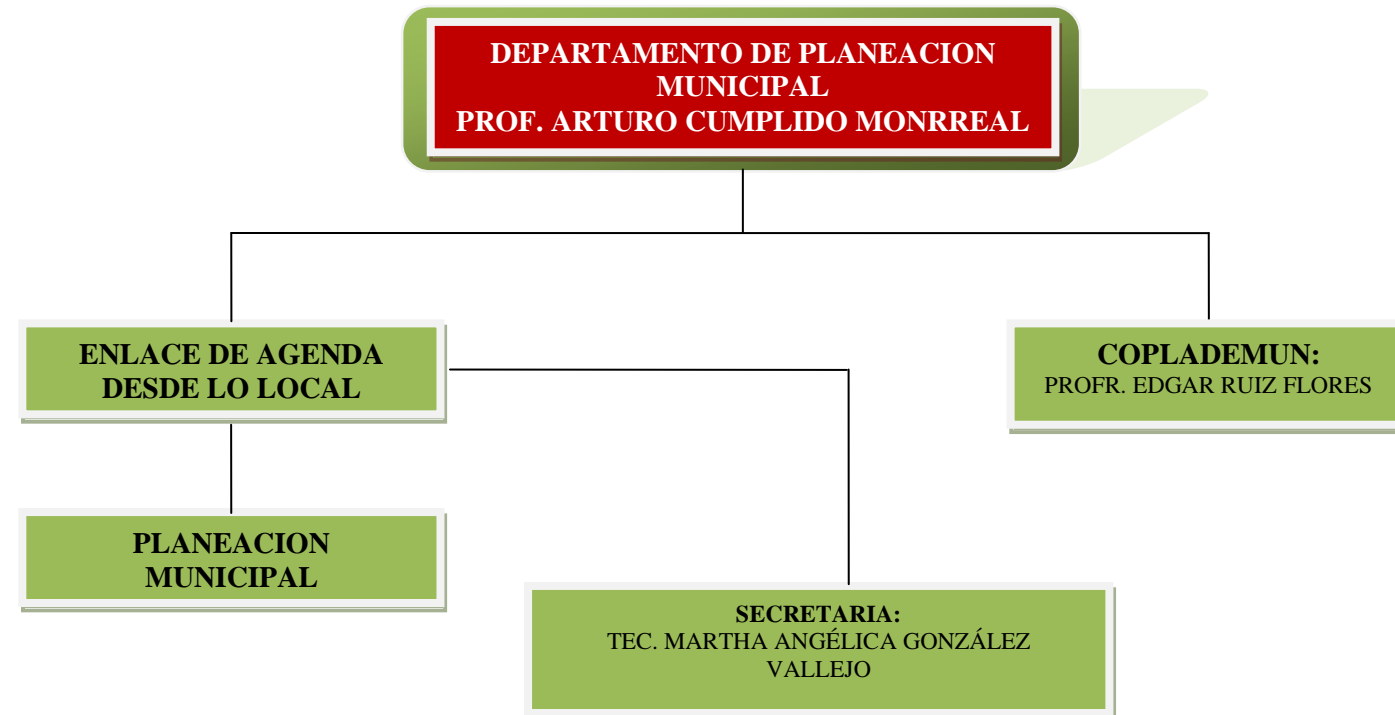 DEPARTAMENTO DE PLANEACION
MUNICIPAL
PROF. ARTURO CUMPLIDO MONRREAL
ENLACE DE AGENDA
DESDE LO LOCAL
COPLADEMUN:
PROFR. EDGAR RUIZ FLORES
PLANEACION
MUNICIPAL
SECRETARIA:
TEC. MARTHA ANGÉLICA GONZÁLEZ
VALLEJO